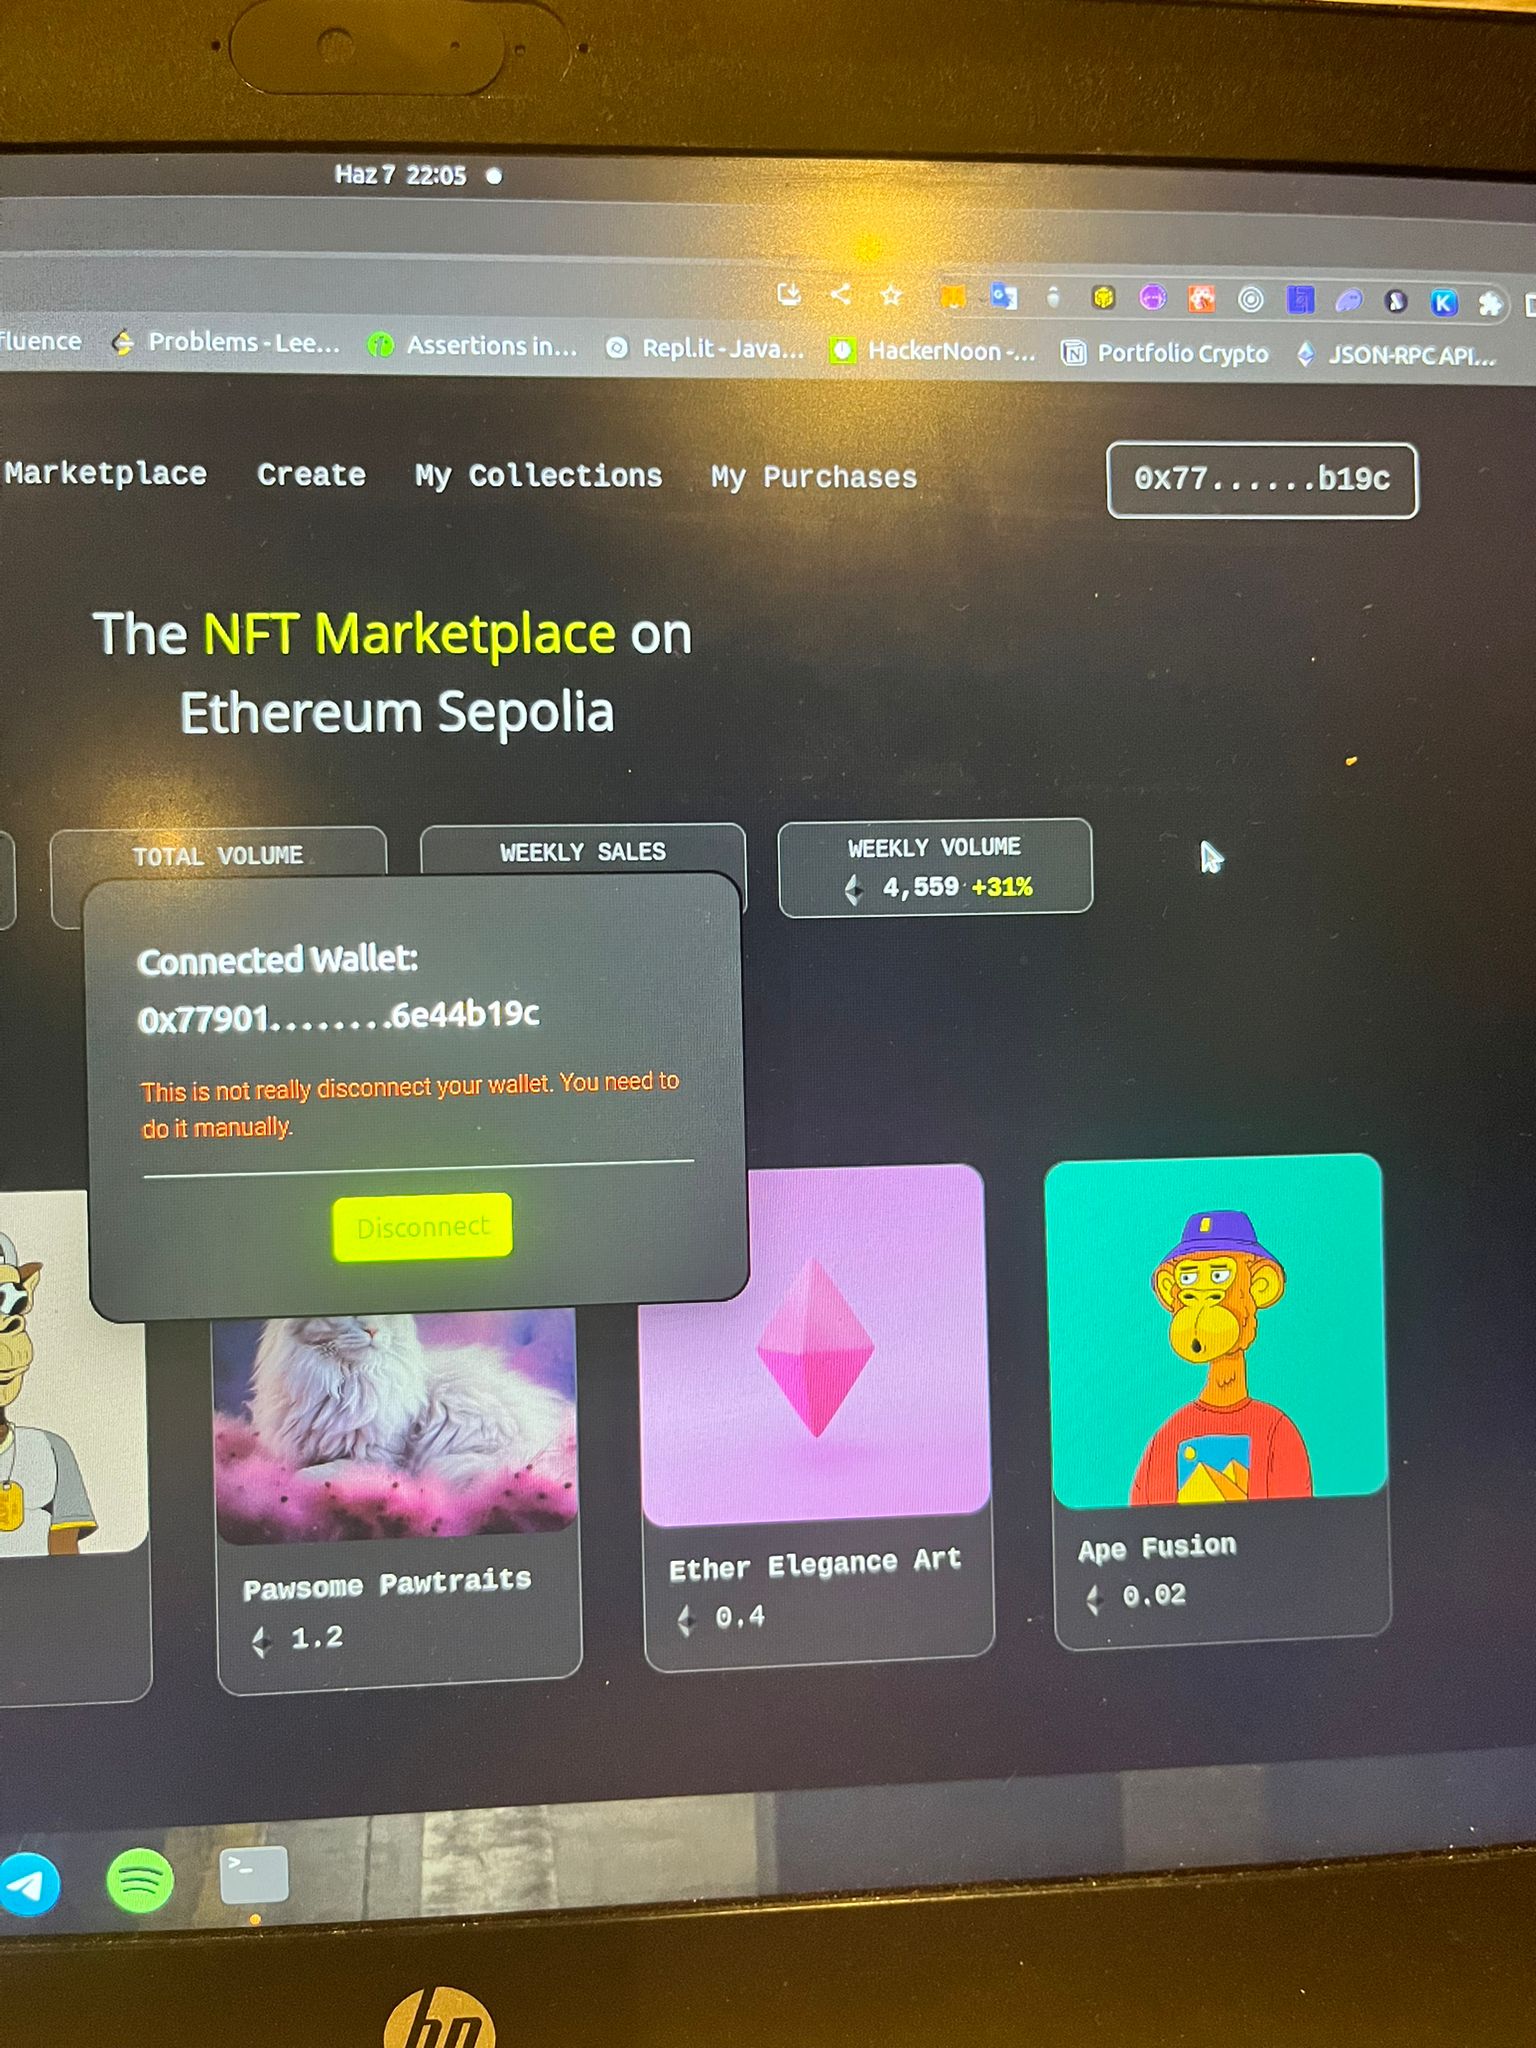 Haz 7 22:05
fluence Problems - Lee... Assertions in... Repl.it - Java... HackerNoon -... Portfolio Crypto JSON-RPC API...
Marketplace Create My Collections My Purchases 0x77......b19c
The NFT Marketplace on
Ethereum Sepolia
TOTAL VOLUME WEEKLY SALES WEEKLY VOLUME
4,559 +31%
Connected Wallet:
0x77901........6e44b19c
This is not really disconnect your wallet. You need to
do it manually.
Disconnect
Pawsome Pawtraits
1.2
Ether Elegance Art
0.4
Ape Fusion
0.02
>_
hp